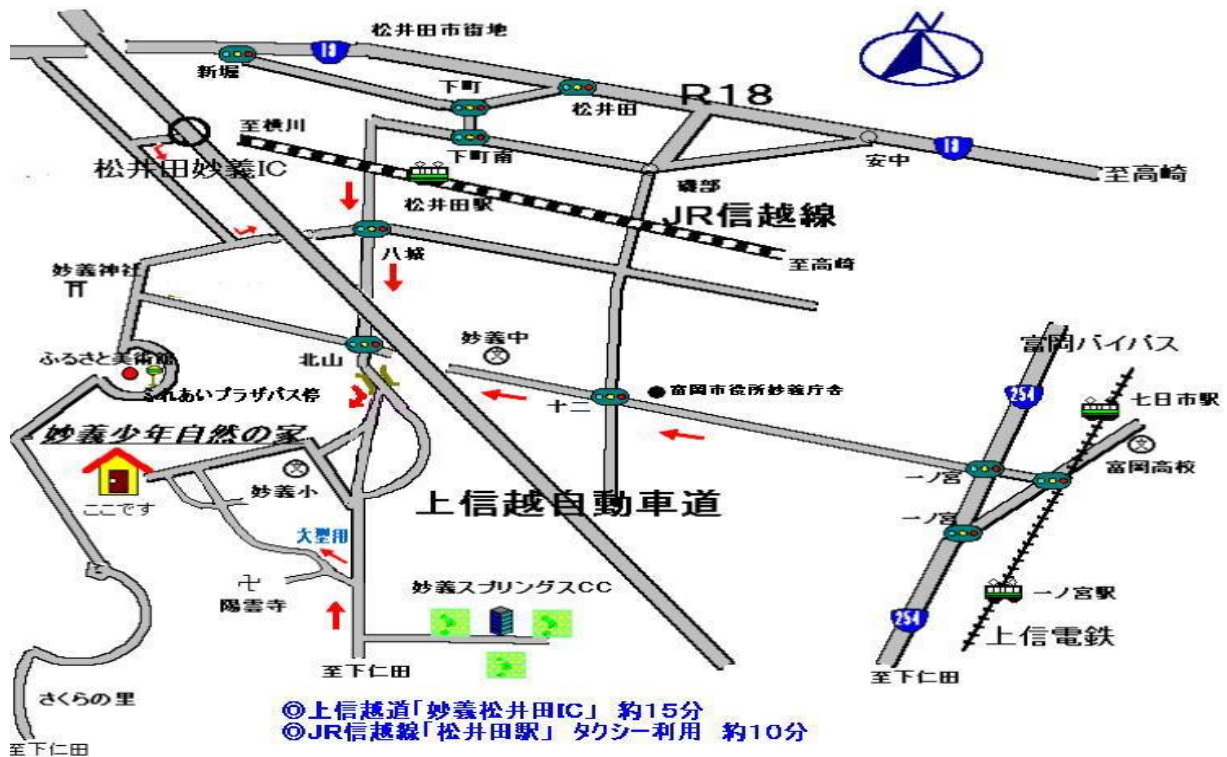 松井田市街地
18
新堀
下町
松井田
R18
至横川
下町南
安中
18
至高崎
松井田妙義IC
松井田駅
磯部
JR信越線
八城
至高崎
妙義神社
妙義中
文
北山
富岡バイパス
ふるさと美術館
ふれあいプラザバス停
十二
富岡市役所妙義庁舎
254
七日市駅
妙義少年自然の家
文
富岡高校
文
妙義小
一ノ宮
ここです
上信越自動車道
一ノ宮
大型用
卍
陽雲寺
妙義スプリングスCC
一ノ宮駅
254
上信電鉄
至下仁田
至下仁田
さくらの里
◎上信越道「妙義松井田IC」 約15分
◎JR信越線「松井田駅」 タクシー利用 約10分
至下仁田